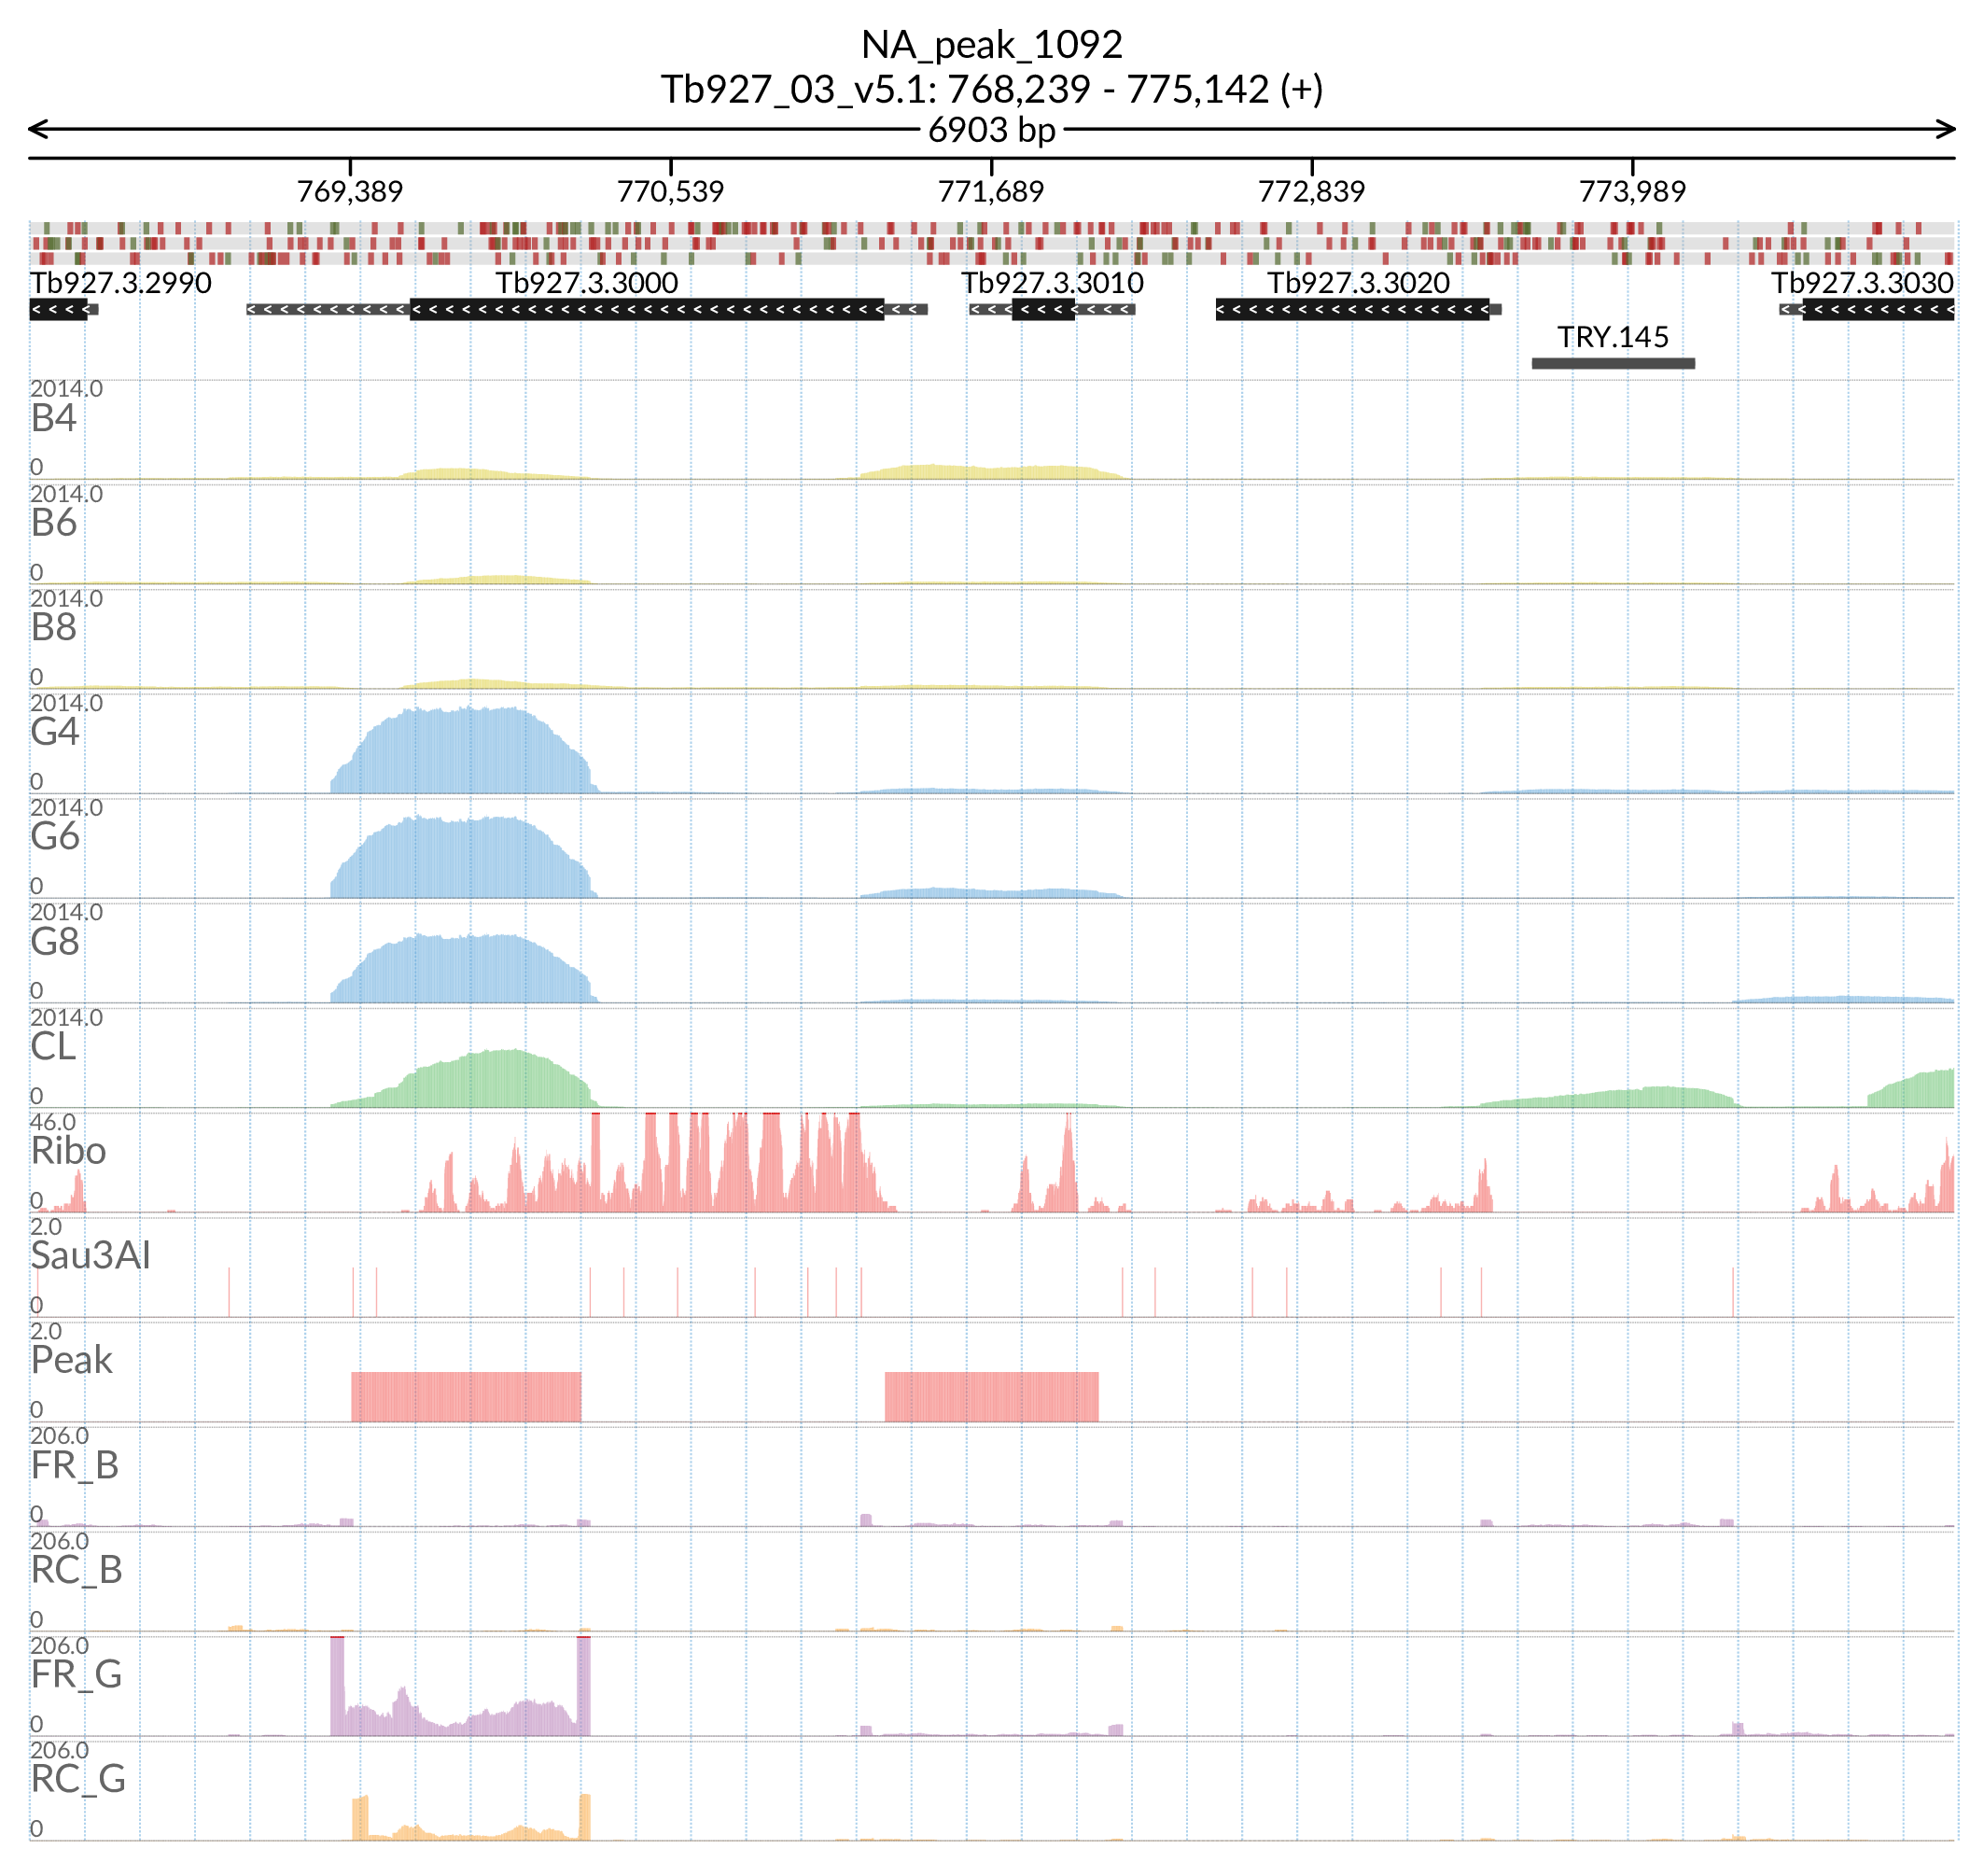 NA_peak_1092
Tb927_03_v5.1: 768,239 - 775,142 (+)
6903 bp
769,389 770,539 771,689 772,839 773,989
Tb927.3.2990 Tb927.3.3000 Tb927.3.3010 Tb927.3.3020 Tb927.3.3030
TRY.145
2014.0
B4
0
2014.0
B6
0
2014.0
B8
0
2014.0
G4
0
2014.0
G6
0
2014.0
G8
0
2014.0
CL
0
46.0
Ribo
0
2.0
Sau3AI
0
2.0
Peak
0
206.0
FR_B
0
206.0
RC_B
0
206.0
FR_G
0
206.0
RC_G
0